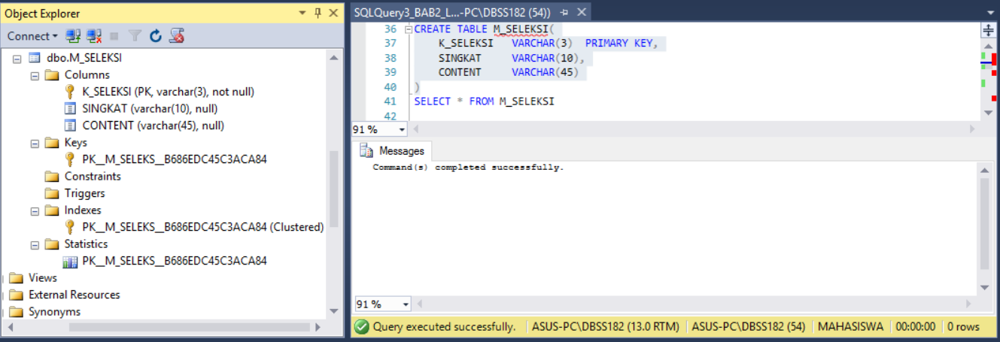 Object Explorer
Connect
dbo.M_SELEKSI
Columns
K_SELEKSI (PK, varchar(3), not null)
SINGKAT (varchar(10), null)
CONTENT (varchar(45), null)
Keys
PK__M_SELEKS__B686EDC45C3ACA84
Constraints
Triggers
Indexes
PK__M_SELEKS__B686EDC45C3ACA84 (Clustered)
Statistics
PK__M_SELEKS__B686EDC45C3ACA84
Views
External Resources
Synonyms
SQLQuery3_BAB2_L...-PC\DBSS182 (54))
36 CREATE TABLE M_SELEKSI(
37 K_SELEKSI VARCHAR(3) PRIMARY KEY,
38 SINGKAT VARCHAR(10),
39 CONTENT VARCHAR(45)
40 )
41 SELECT * FROM M_SELEKSI
42
91 %
Messages
Command(s) completed successfully.
91 %
Query executed successfully. ASUS-PC\DBSS182 (13.0 RTM) ASUS-PC\DBSS182 (54) MAHASISWA 00:00:00 0 rows